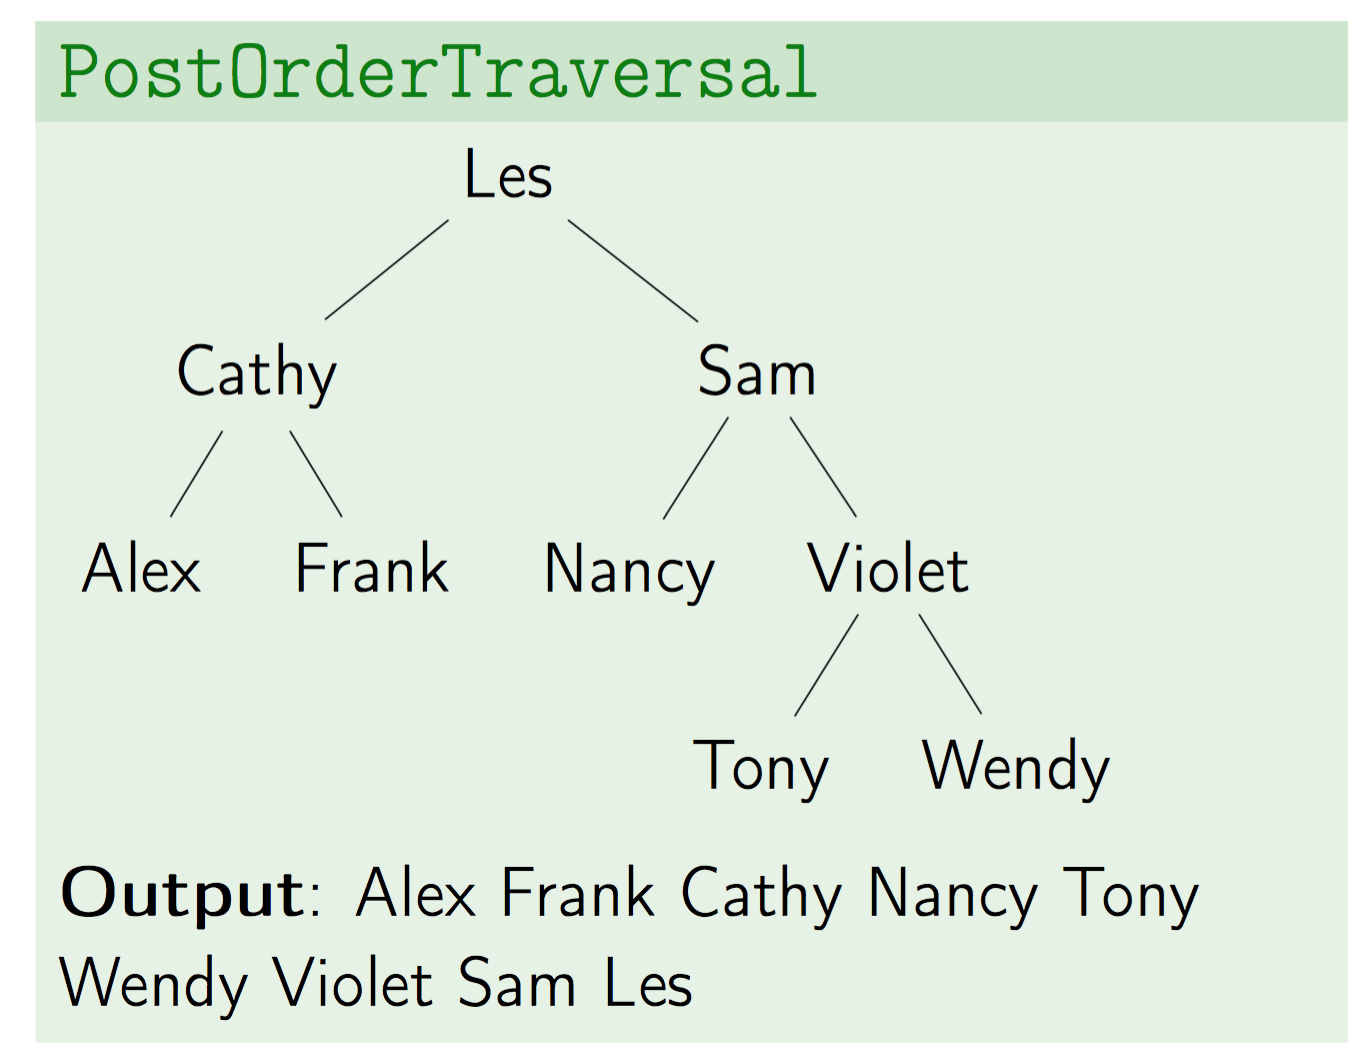 PostOrderTraversal
Les
Cathy Sam
Alex Frank Nancy Violet
Tony Wendy
Output: Alex Frank Cathy Nancy Tony
Wendy Violet Sam Les